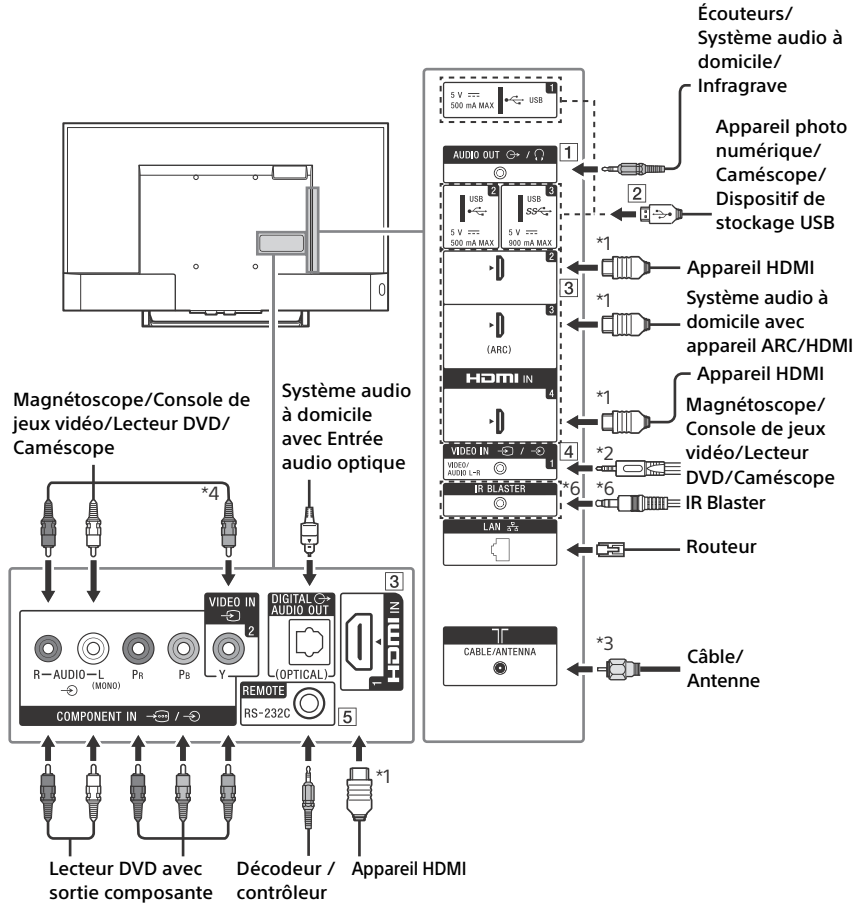 Écouteurs/
Système audio à
domicile/
Infragrave
1
5 V
500 mA MAX
USB
Appareil photo
numérique/
Caméscope/
Dispositif de
stockage USB
AUDIO OUT /
1
2
2
USB
5 V
500 mA MAX
3
USB
SS
5 V
900 mA MAX
2
*1
Appareil HDMI
3
3
(ARC)
*1
Système audio à
domicile avec
appareil ARC/HDMI
HDMI IN
4
*1
Appareil HDMI
VIDEO IN /
VIDEO/
AUDIO L-R
1
4
*2
Magnétoscope/
Console de jeux
vidéo/Lecteur
DVD/Caméscope
IR BLASTER
*6
*6
IR Blaster
LAN
Routeur
CABLE/ANTENNA
*3
Câble/
Antenne
Magnétoscope/Console de
jeux vidéo/Lecteur DVD/
Caméscope
*4
Système audio
à domicile
avec Entrée
audio optique
VIDEO IN
2
DIGITAL
AUDIO OUT
(OPTICAL)
3
HDMI IN
1
R—AUDIO—L
(MONO)
PR
PB
Y
COMPONENT IN /
REMOTE
RS-232C
5
*1
Lecteur DVD avec
sortie composante
Décodeur /
contrôleur
Appareil HDMI